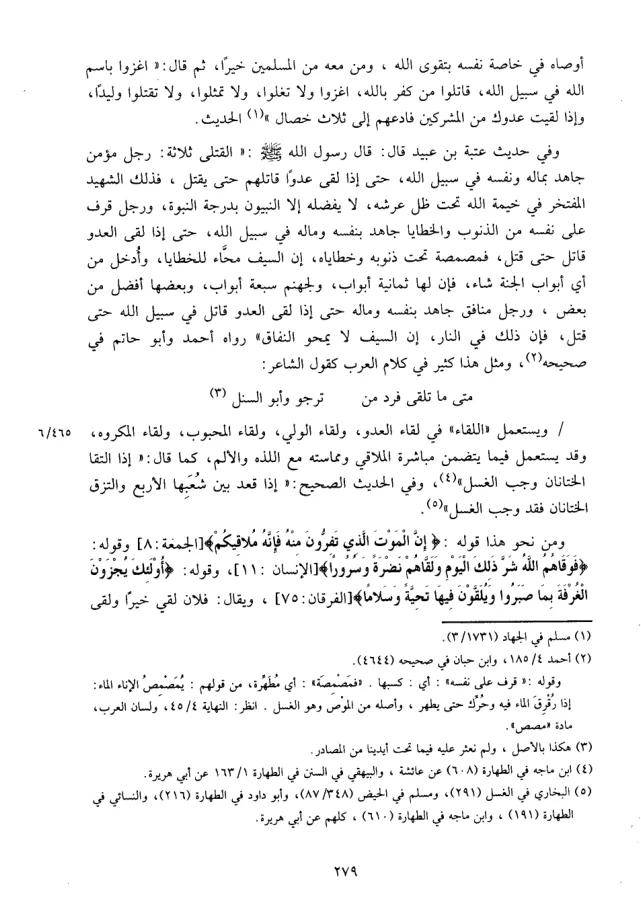 أوصاه في خاصة نفسه بتقوى الله ، ومن معه من المسلمين خيرًا، ثم قال: « اغزوا باسم
الله في سبيل الله، قاتلوا من كفر بالله، اغزوا ولا تغلوا، ولا تمثلوا، ولا تقتلوا وليدًا،
وإذا لقيت عدوك من المشركين فادعهم إلى ثلاث خصال »(١) الحديث.
وفي حديث عتبة بن عبيد قال: قال رسول الله ﷺ :« القتلى ثلاثة: رجل مؤمن
جاهد بماله ونفسه في سبيل الله، حتى إذا لقى عدوًا قاتلهم حتى يقتل ، فذلك الشهيد
المفتخر في خيمة الله تحت ظل عرشه، لا يفضله إلا النبيون بدرجة النبوة، ورجل قرف
على نفسه من الذنوب والخطايا جاهد بنفسه وماله في سبيل الله، حتى إذا لقى العدو
قاتل حتى قتل، فمصمصة تحت ذنوبه وخطاياه، إن السيف محَّاء للخطايا، وأُدخل من
أي أبواب الجنة شاء، فإن لها ثمانية أبواب، ولجهنم سبعة أبواب، وبعضها أفضل من
بعض ، ورجل منافق جاهد بنفسه وماله حتى إذا لقى العدو قاتل في سبيل الله حتى
قتل، فإن ذلك في النار، إن السيف لا يمحو النفاق» رواه أحمد وأبو حاتم في
صحيحه(٢)، ومثل هذا كثير في كلام العرب كقول الشاعر:
متى ما تلقى فرد من ترجو وأبو السنل (٣)
/ ويستعمل «اللقاء» في لقاء العدو، ولقاء الولي، ولقاء المحبوب، ولقاء المكروه، ٦/٤٦٥
وقد يستعمل فيما يتضمن مباشرة الملاقي ومماسته مع اللذه والألم، كما قال:« إذا التقا
الختانان وجب الغسل»(٤)، وفي الحديث الصحيح:« إذا قعد بين شُعَبها الأربع والتزق
الختانان فقد وجب الغسل»(٥).
ومن نحو هذا قوله :﴿ إِنَّ الْمَوْتَ الَّذِي تَفِرُّونَ مِنْهُ فَإِنَّهُ مُلاقِيكُمْ﴾[الجمعة:٨] وقوله:
﴿فَوَقَاهُمُ اللَّهُ شَرَّ ذَلِكَ الْيَوْمِ وَلَقَّاهُمْ نَضْرَةً وَسُرُورًا﴾[الإنسان :١١]، وقوله: ﴿أُوْلَئِكَ يُجْزَوْنَ
الْغُرْفَةَ بِمَا صَبَرُوا وَيُلَقَّوْنَ فِيهَا تَحِيَّةً وَسَلامًا﴾[الفرقان:٧٥] ، ويقال: فلان لقي خيرًا ولقى
(١) مسلم في الجهاد (٣/١٧٣١).
(٢) أحمد ٤/ ١٨٥، وابن حبان في صحيحه (٤٦٤٤).
وقوله :« قرف على نفسه» : أي : كسبها . «فمَصْمِصَة» : أي مُطَهِّرة، من قولهم : يُمَصْمِصُ الإناء الماء:
إذا رُقْرِقَ الماء فيه وحُرِّك حتى يطهر ، وأصله من المَوْص وهو الغسل . انظر: النهاية ٤/ ٤٥، ولسان العرب،
مادة «مصص».
(٣) هكذا بالأصل ، ولم نعثر عليه فيما تحت أيدينا من المصادر.
(٤) ابن ماجه في الطهارة (٦٠٨) عن عائشة ، والبيهقي في السنن في الطهارة ١/ ١٦٣ عن أبي هريرة.
(٥) البخاري في الغسل (٢٩١)، ومسلم في الحيض (٣٤٨/ ٨٧)، وأبو داود في الطهارة (٢١٦)، والنسائي في
الطهارة (١٩١) ، وابن ماجه في الطهارة (٦١٠) ، كلهم عن أبي هريرة.
٢٧٩